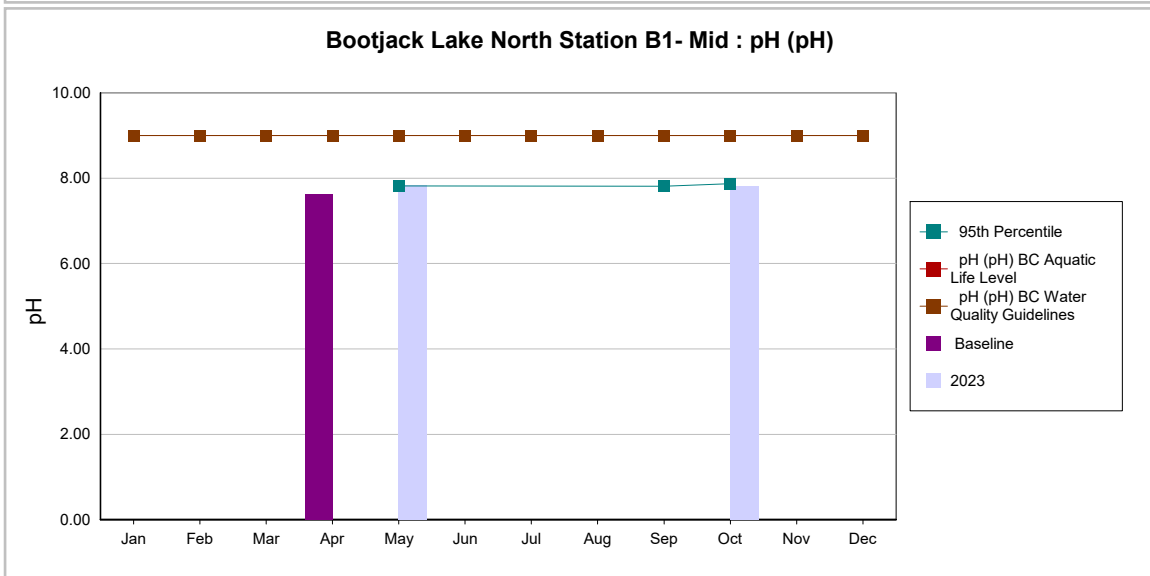 Bootjack Lake North Station B1- Mid : pH (pH)
10.00
8.00
6.00
4.00
2.00
0.00
pH
Jan Feb Mar Apr May Jun Jul Aug Sep Oct Nov Dec
95th Percentile
pH (pH) BC Aquatic
Life Level
pH (pH) BC Water
Quality Guidelines
Baseline
2023